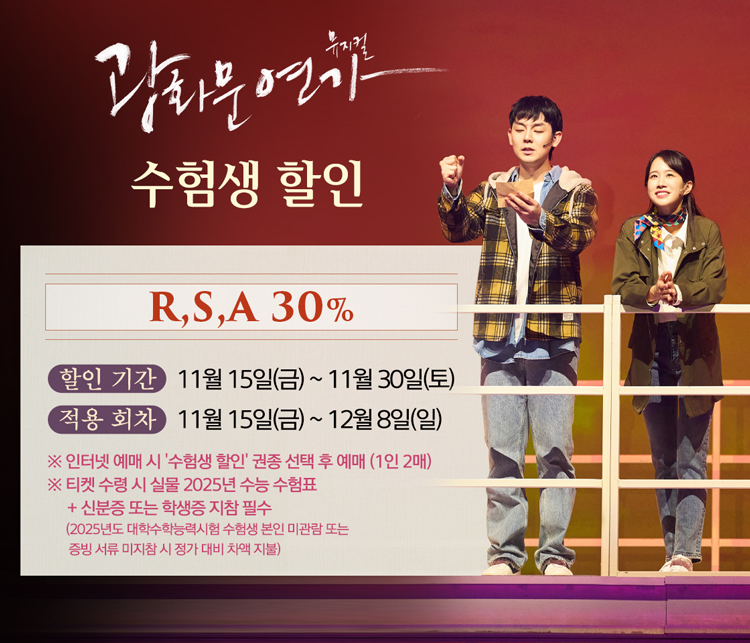 뮤지컬
광화문연가
수험생 할인
R,S,A 30%
할인 기간 11월 15일(금) ~ 11월 30일(토)
적용 회차 11월 15일(금) ~ 12월 8일(일)
※ 인터넷 예매 시 '수험생 할인' 권종 선택 후 예매 (1인 2매)
※ 티켓 수령 시 실물 2025년 수능 수험표
+ 신분증 또는 학생증 지참 필수
(2025년도 대학수학능력시험 수험생 본인 미관람 또는
증빙 서류 미지참 시 정가 대비 차액 지불)